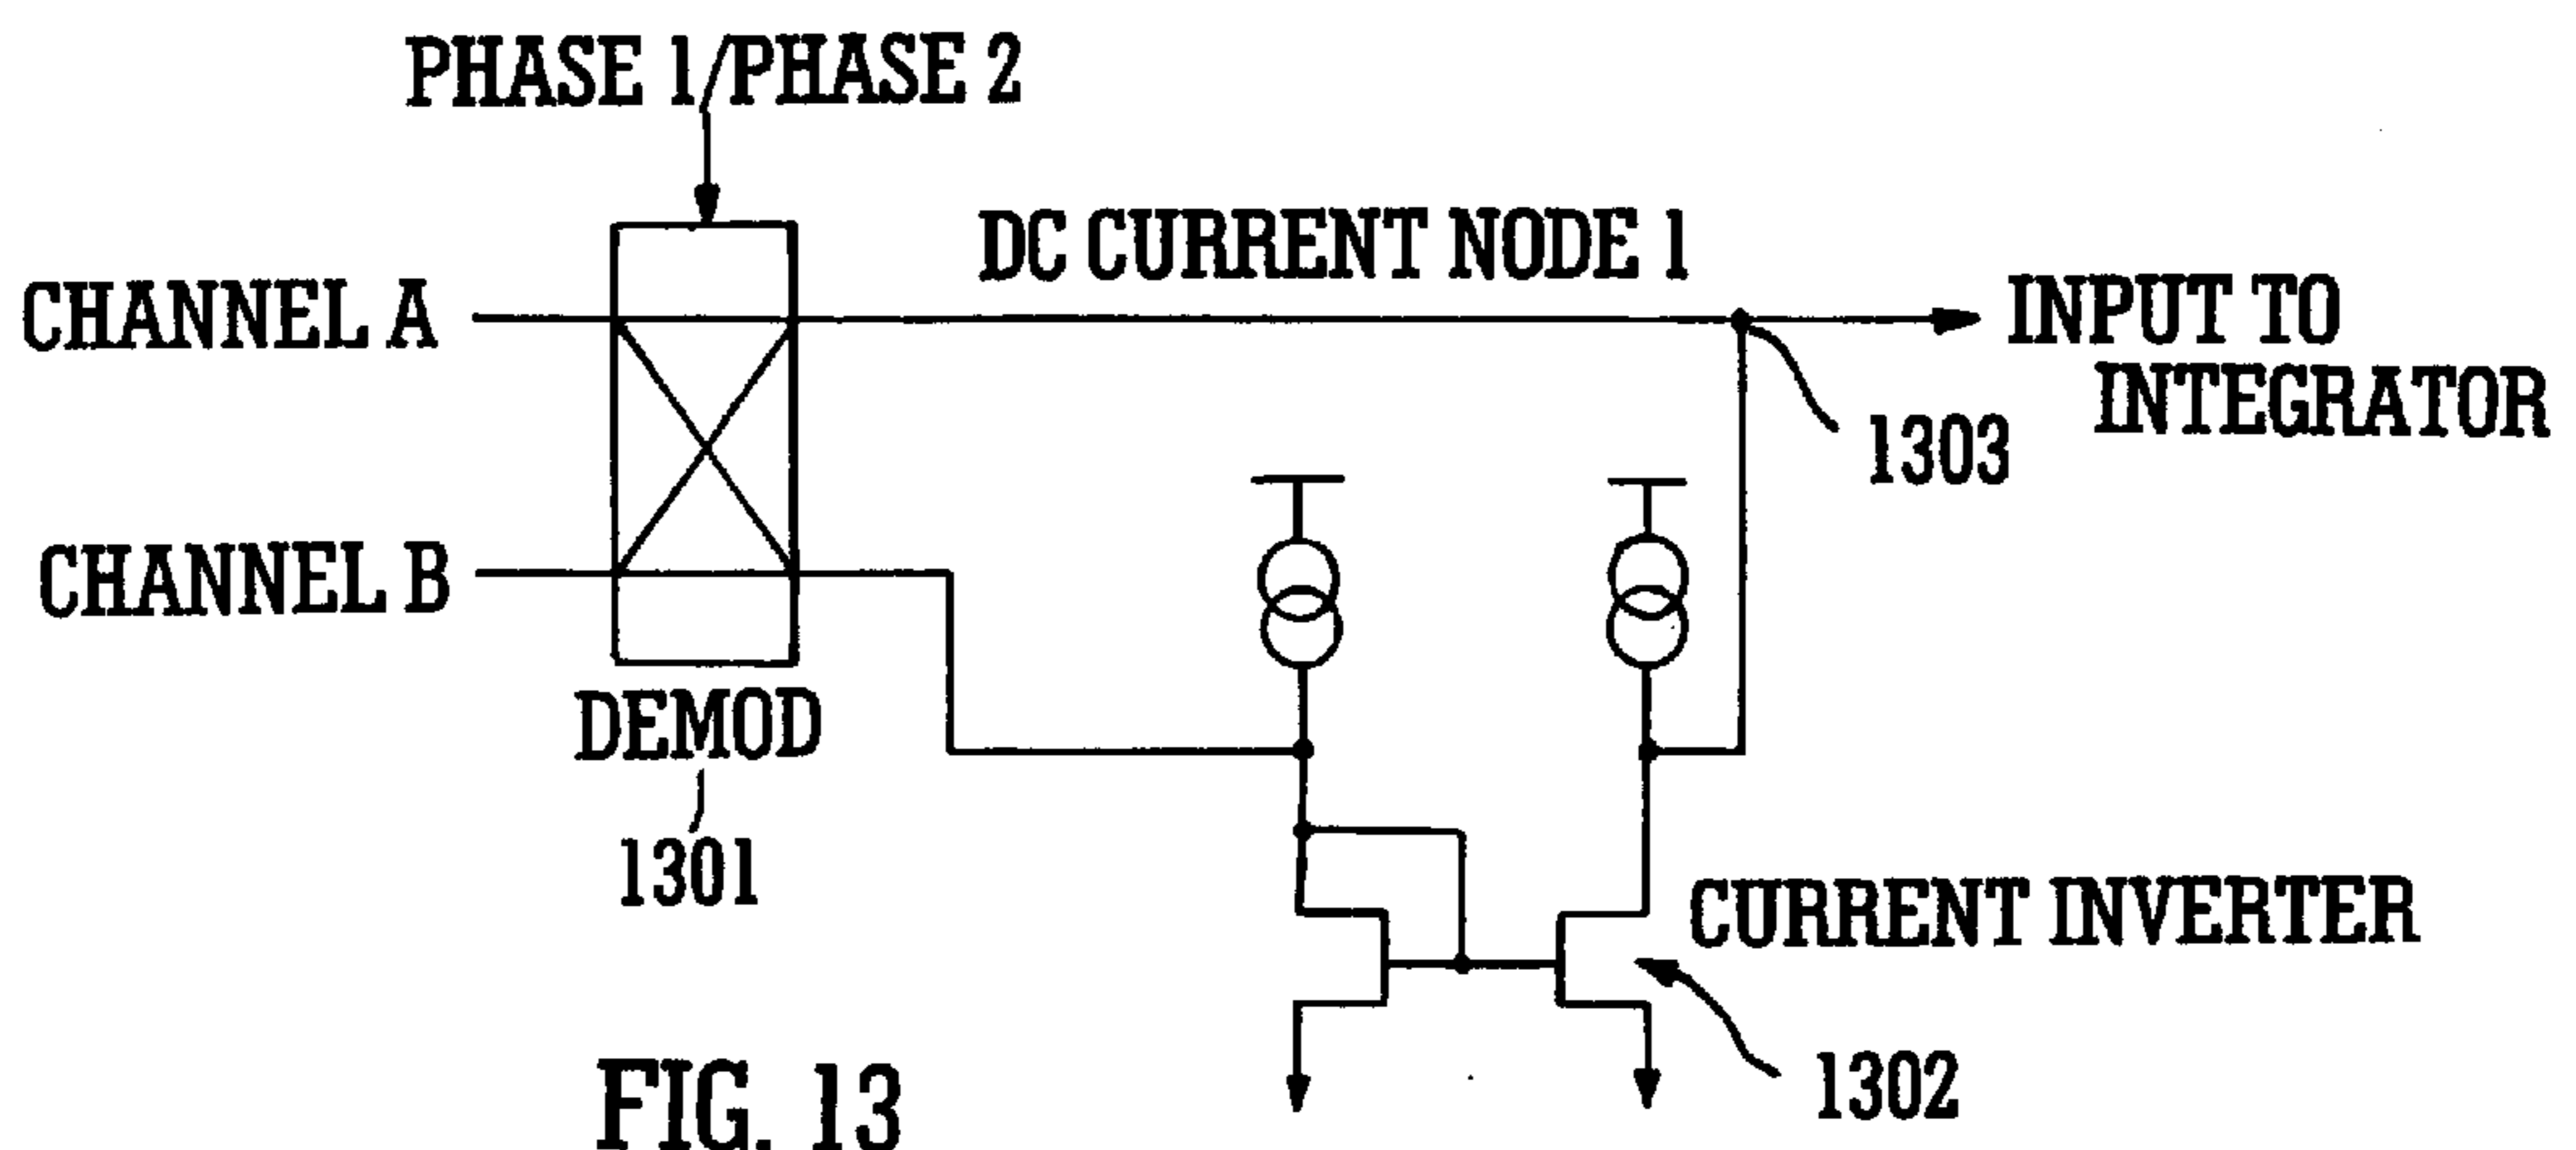 PHASE 1/PHASE 2
CHANNEL A
DC CURRENT NODE 1
INPUT TO
INTEGRATOR
1303
CHANNEL B
DEMOD
1301
CURRENT INVERTER
1302
FIG. 13